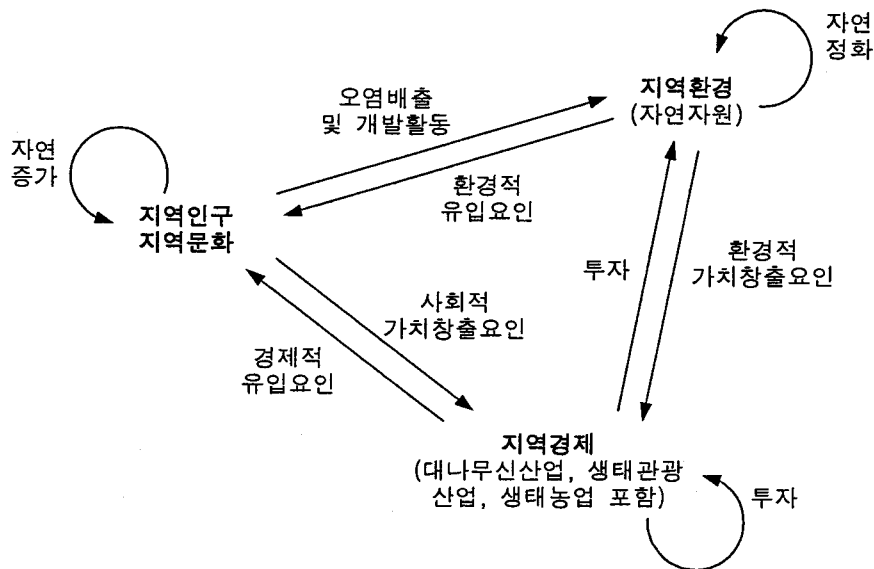 자연
정화
지역환경
(자연자원)
오염배출
및 개발활동
자연
증가
환경적
유입요인
지역인구
지역문화
투자
환경적
가치창출요인
사회적
가치창출요인
경제적
유입요인
지역경제
(대나무신산업, 생태관광
산업, 생태농업 포함)
투자